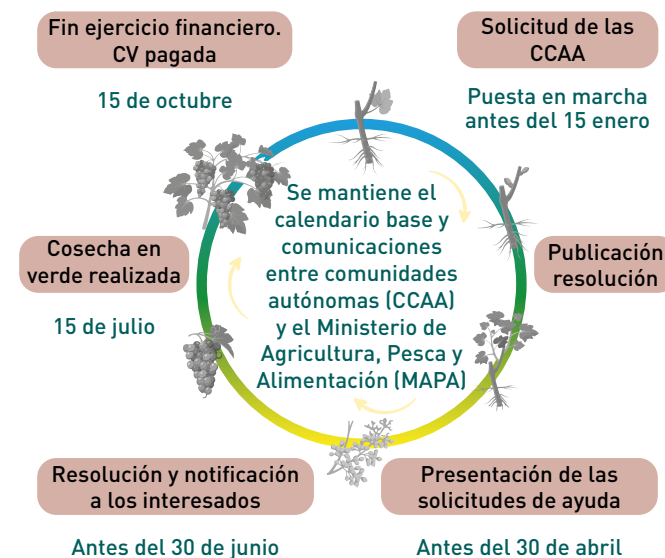 Fin ejercicio financiero.
CV pagada
15 de octubre
Solicitud de las
CCAA
Puesta en marcha
antes del 15 enero
Se mantiene el
calendario base y
comunicaciones
entre comunidades
autónomas (CCAA)
y el Ministerio de
Agricultura, Pesca y
Alimentación (MAPA)
Cosecha en
verde realizada
15 de julio
Publicación
resolución
Resolución y notificación
a los interesados
Antes del 30 de junio
Presentación de las
solicitudes de ayuda
Antes del 30 de abril